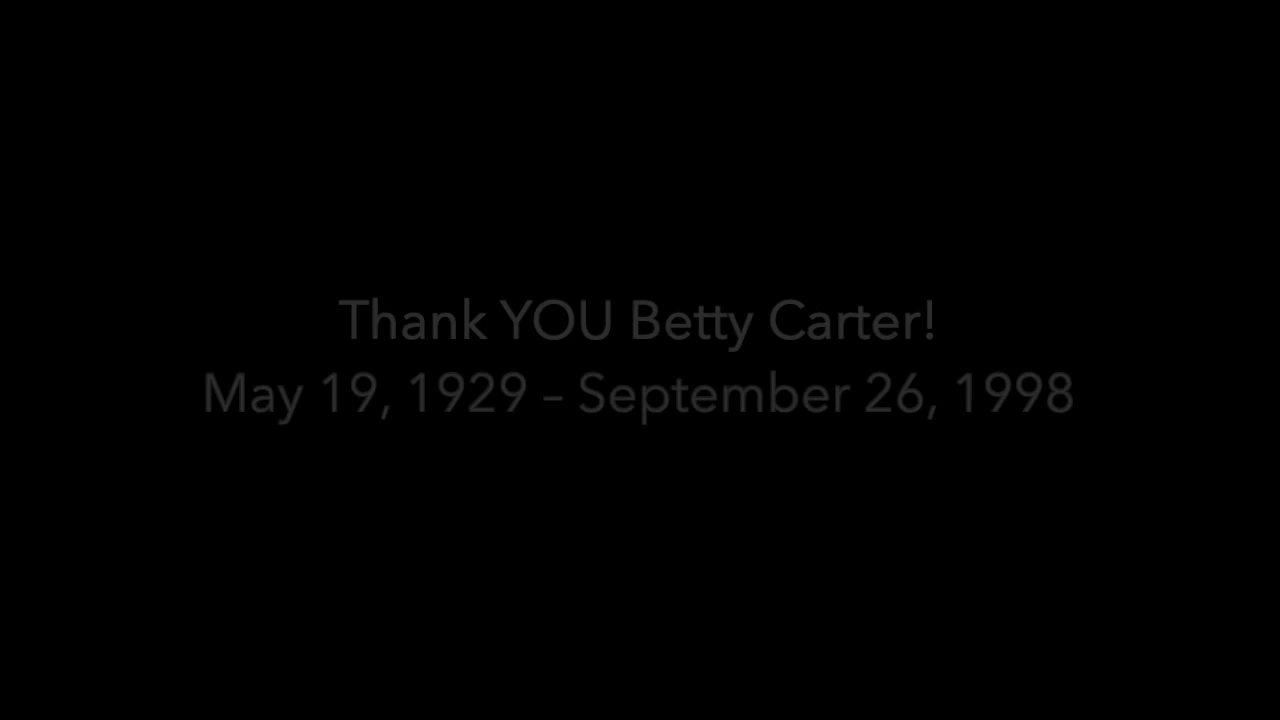 Thank YOU Betty Carter!
May 19, 1929 – September 26, 1998